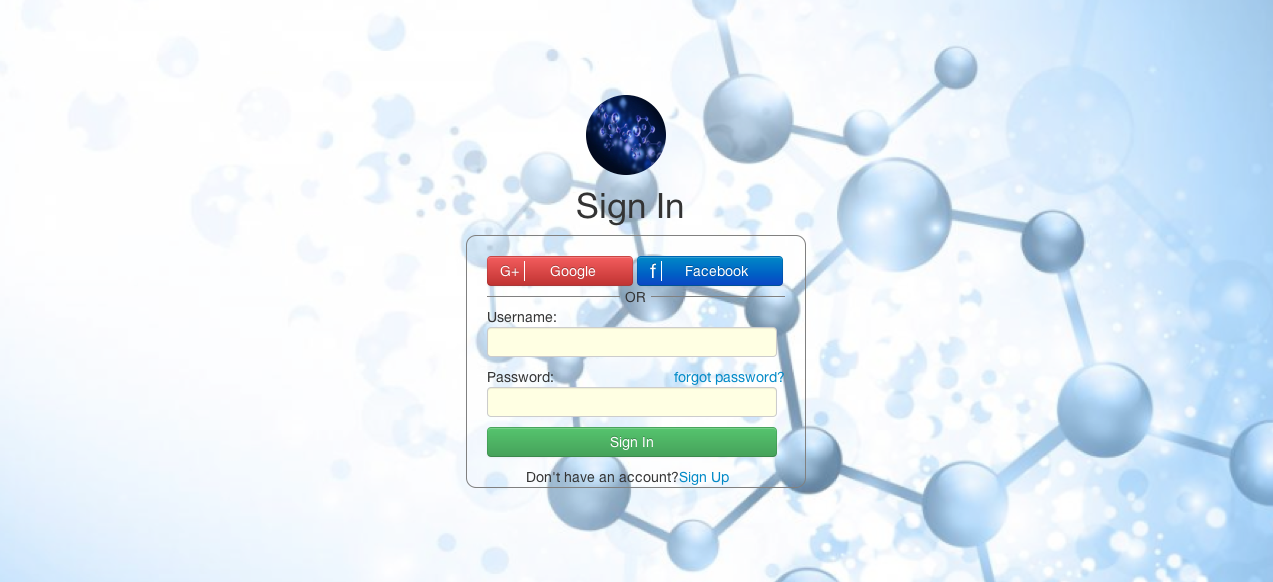 Sign In
G+ Google f Facebook
OR
Username:
Password: forgot password?
Sign In
Don't have an account?Sign Up